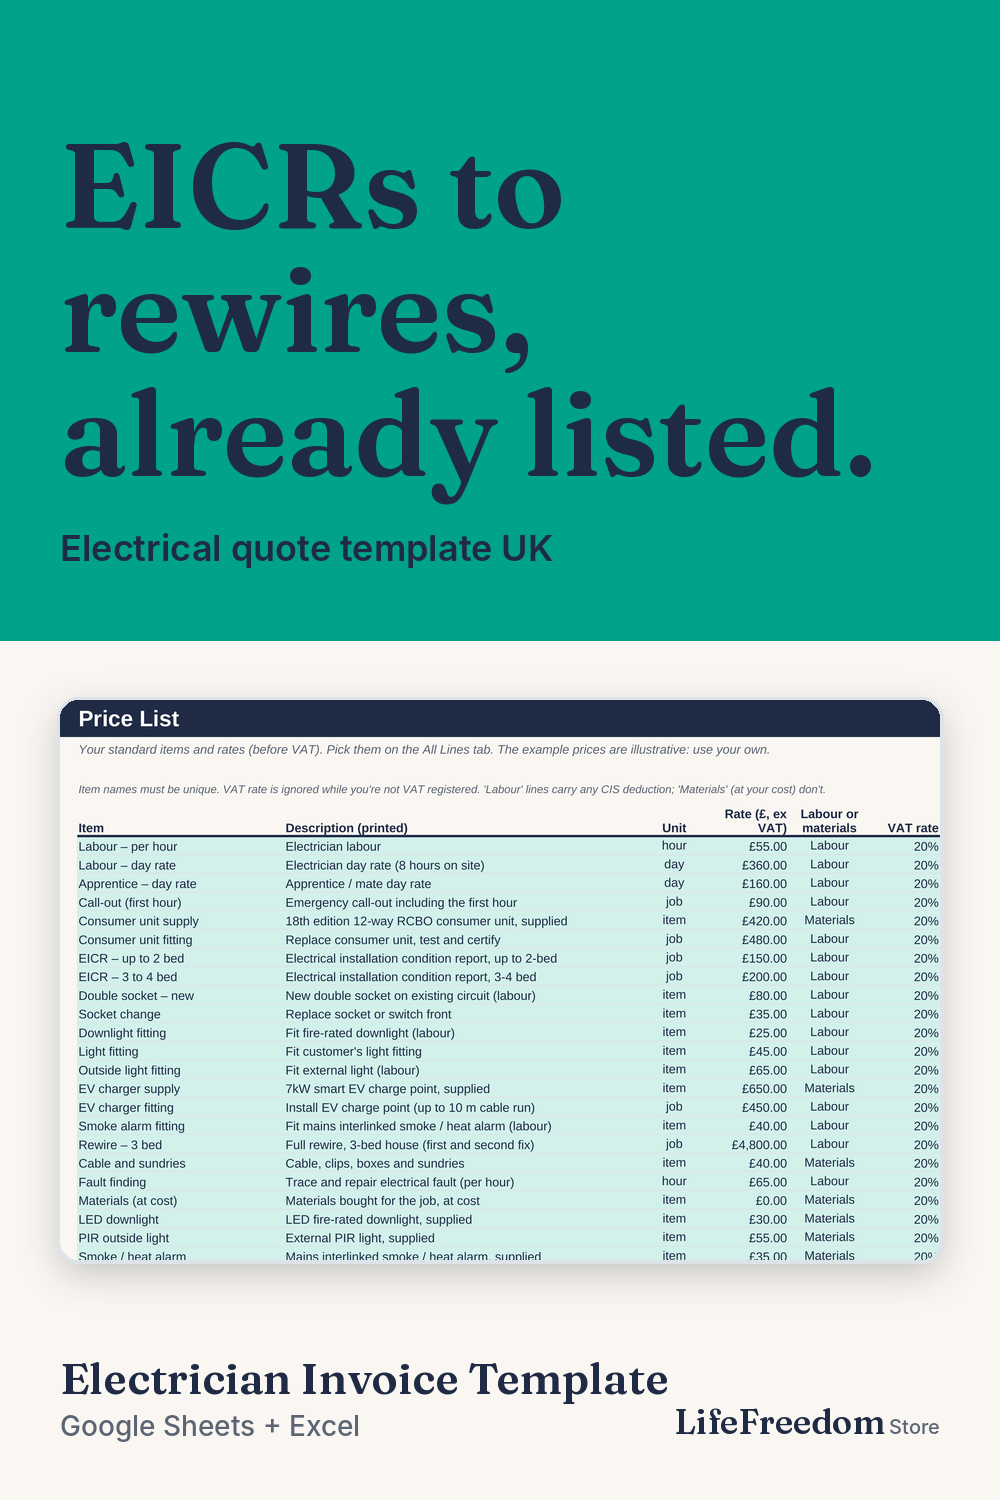 EICRs to
rewires,
already listed.
Electrical quote template UK
Price List
Your standard items and rates (before VAT). Pick them on the All Lines tab. The example prices are illustrative: use your own.
Item names must be unique. VAT rate is ignored while you're not VAT registered. 'Labour' lines carry any CIS deduction; 'Materials' (at your cost) don't.
Item Description (printed) Unit Rate (£, ex VAT) Labour or materials VAT rate
Labour – per hour Electrician labour hour £55.00 Labour 20%
Labour – day rate Electrician day rate (8 hours on site) day £360.00 Labour 20%
Apprentice – day rate Apprentice / mate day rate day £160.00 Labour 20%
Call-out (first hour) Emergency call-out including the first hour job £90.00 Labour 20%
Consumer unit supply 18th edition 12-way RCBO consumer unit, supplied item £420.00 Materials 20%
Consumer unit fitting Replace consumer unit, test and certify job £480.00 Labour 20%
EICR – up to 2 bed Electrical installation condition report, up to 2-bed job £150.00 Labour 20%
EICR – 3 to 4 bed Electrical installation condition report, 3-4 bed job £200.00 Labour 20%
Double socket – new New double socket on existing circuit (labour) item £80.00 Labour 20%
Socket change Replace socket or switch front item £35.00 Labour 20%
Downlight fitting Fit fire-rated downlight (labour) item £25.00 Labour 20%
Light fitting Fit customer's light fitting item £45.00 Labour 20%
Outside light fitting Fit external light (labour) item £65.00 Labour 20%
EV charger supply 7kW smart EV charge point, supplied item £650.00 Materials 20%
EV charger fitting Install EV charge point (up to 10 m cable run) job £450.00 Labour 20%
Smoke alarm fitting Fit mains interlinked smoke / heat alarm (labour) item £40.00 Labour 20%
Rewire – 3 bed Full rewire, 3-bed house (first and second fix) job £4,800.00 Labour 20%
Cable and sundries Cable, clips, boxes and sundries item £40.00 Materials 20%
Fault finding Trace and repair electrical fault (per hour) hour £65.00 Labour 20%
Materials (at cost) Materials bought for the job, at cost item £0.00 Materials 20%
LED downlight LED fire-rated downlight, supplied item £30.00 Materials 20%
PIR outside light External PIR light, supplied item £55.00 Materials 20%
Smoke / heat alarm Mains interlinked smoke / heat alarm, supplied item £35.00 Materials 20%
Electrician Invoice Template
Google Sheets + Excel
LifeFreedom Store